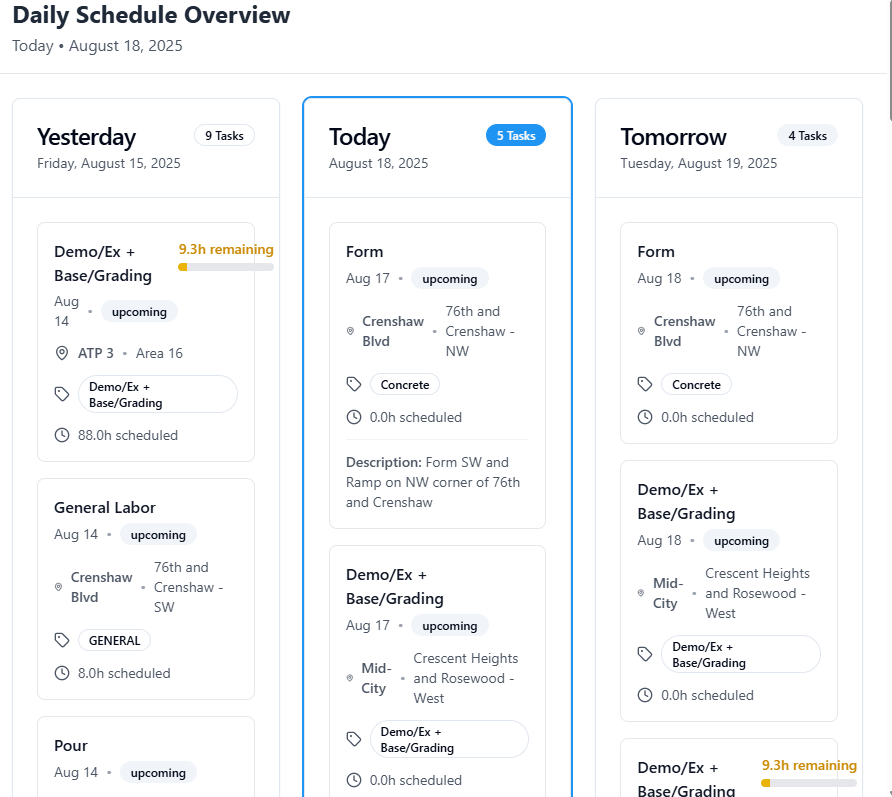 Daily Schedule Overview
Today • August 18, 2025
Yesterday
9 Tasks
Friday, August 15, 2025
Demo/Ex +
Base/Grading
9.3h remaining
Aug
14
•
upcoming
ATP 3 • Area 16
Demo/Ex +
Base/Grading
88.0h scheduled
General Labor
Aug 14 • upcoming
Crenshaw
Blvd
•
76th and
Crenshaw -
SW
GENERAL
8.0h scheduled
Pour
Aug 14 • upcoming
Today
5 Tasks
August 18, 2025
Form
Aug 17 • upcoming
Crenshaw
Blvd
•
76th and
Crenshaw -
NW
Concrete
0.0h scheduled
Description: Form SW and
Ramp on NW corner of 76th
and Crenshaw
Demo/Ex +
Base/Grading
Aug 17 • upcoming
Mid-
City
•
Crescent Heights
and Rosewood -
West
Demo/Ex +
Base/Grading
0.0h scheduled
Tomorrow
4 Tasks
Tuesday, August 19, 2025
Form
Aug 18 • upcoming
Crenshaw
Blvd
•
76th and
Crenshaw -
NW
Concrete
0.0h scheduled
Demo/Ex +
Base/Grading
Aug 18 • upcoming
Mid-
City
•
Crescent Heights
and Rosewood -
West
Demo/Ex +
Base/Grading
0.0h scheduled
Demo/Ex +
Base/Grading
9.3h remaining